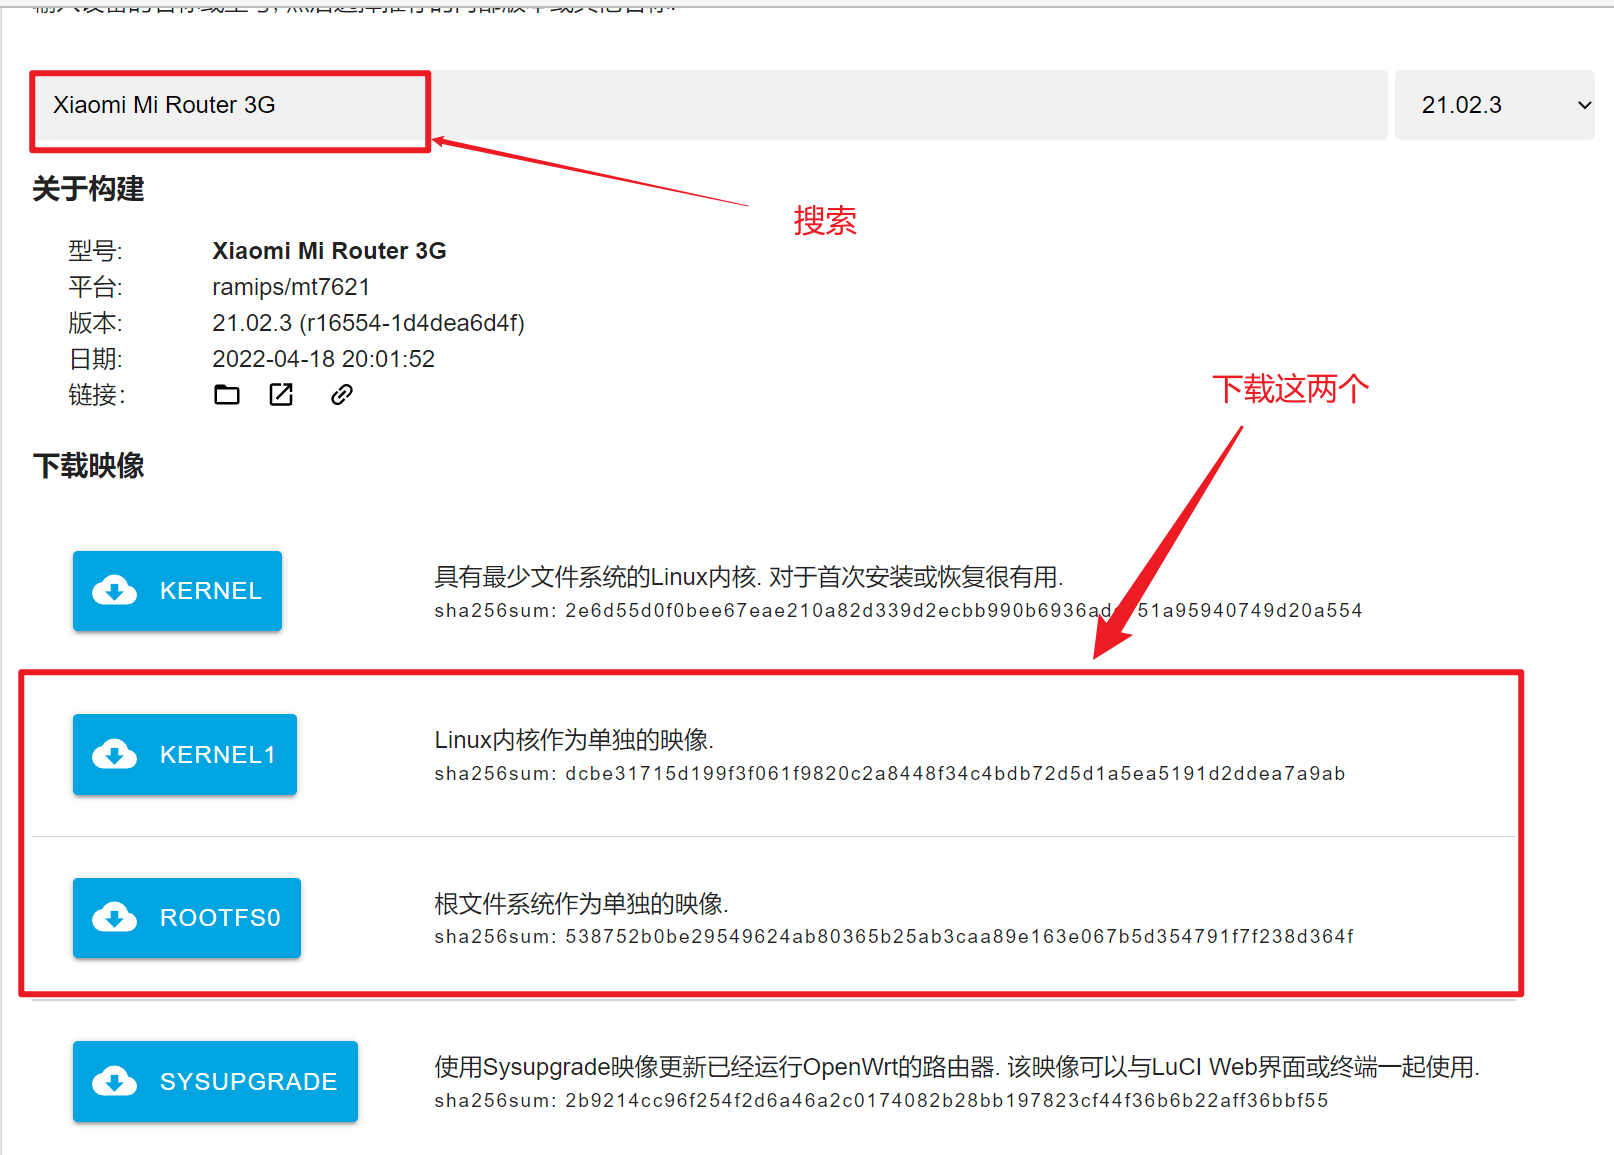 Xiaomi Mi Router 3G
21.02.3
关于构建
搜索
型号: Xiaomi Mi Router 3G
平台: ramips/mt7621
版本: 21.02.3 (r16554-1d4dea6d4f)
日期: 2022-04-18 20:01:52
链接:
下载这两个
下载映像
KERNEL
具有最少文件系统的Linux内核. 对于首次安装或恢复很有用.
sha256sum:
KERNEL1
Linux内核作为单独的映像.
sha256sum: dcbe31715d199f3f061f9820c2a8448f34c4bdb72d5d1a5ea5191d2ddea7a9ab
ROOTFS0
根文件系统作为单独的映像.
sha256sum: 538752b0be29549624ab80365b25ab3caa89e163e067b5d354791f7f238d364f
SYSUPGRADE
使用Sysupgrade映像更新已经运行OpenWrt的路由器. 该映像可以与LuCI Web界面或终端一起使用.
sha256sum: 2b9214cc96f254f2d6a46a2c0174082b28bb197823cf44f36b6b22aff36bbf55